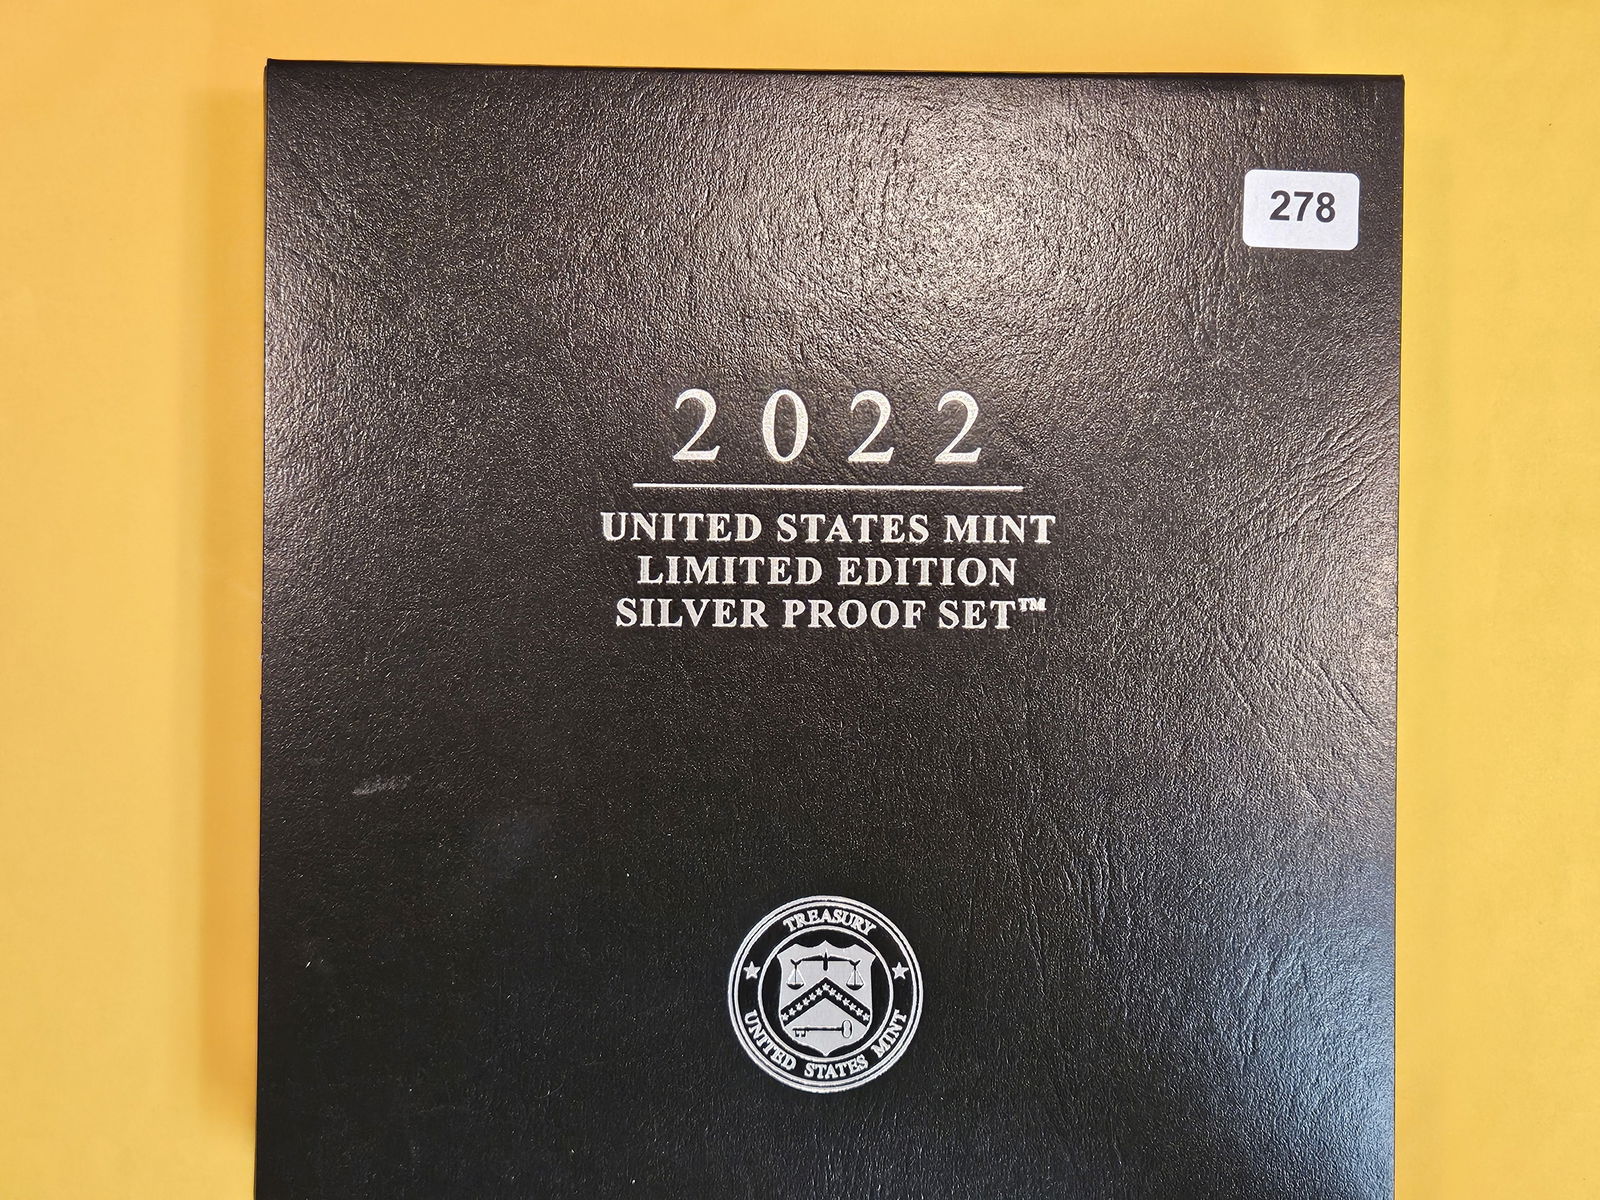 278
2022
UNITED STATES MINT
LIMITED EDITION
SILVER PROOF SET™
TREASURY
UNITED STATES MINT